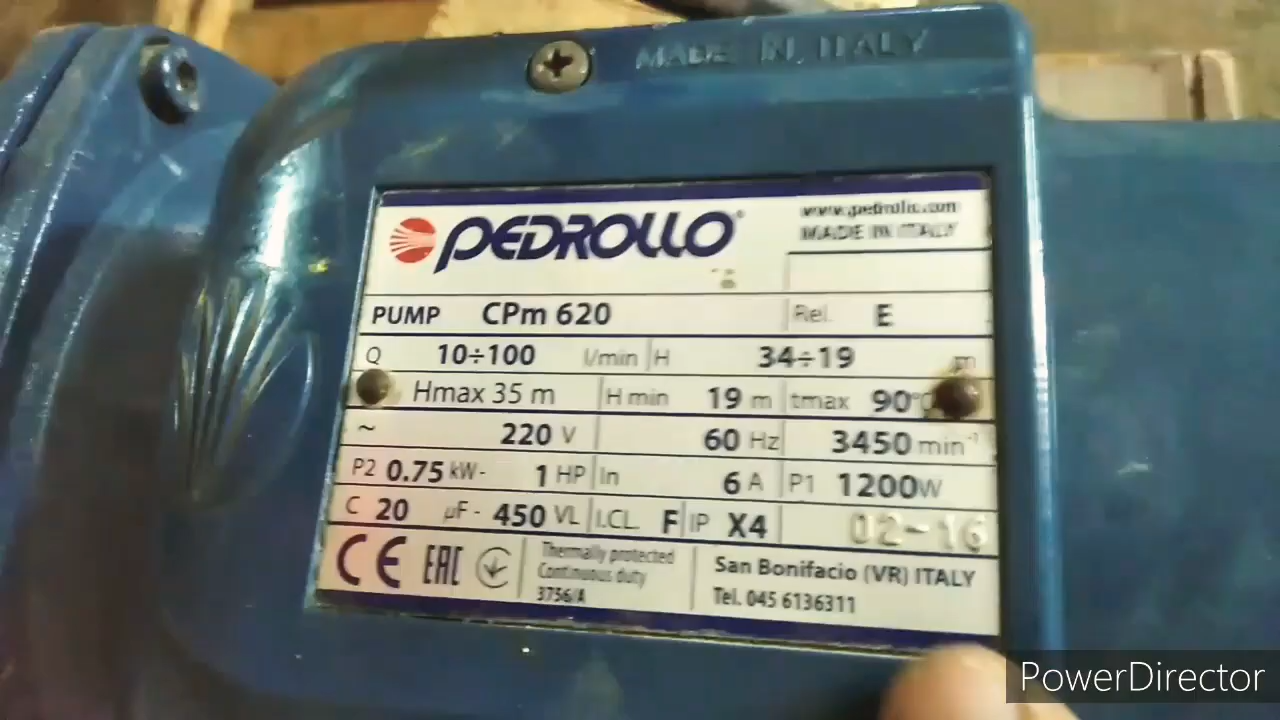 MADE IN ITALY
PEDROLLO®
www.pedrollo.com
MADE IN ITALY
PUMP CPm 620 Rel. E
Q 10÷100 l/min H 34÷19 m
Hmax 35 m H min 19 m tmax 90°C
~ 220 V 60 Hz 3450 min-1
P2 0.75 kW - 1 HP In 6 A P1 1200W
C 20 µF - 450 VL I.CL. F IP X4 02-16
CE EAC
Thermally protected
Continuous duty
3756/A
San Bonifacio (VR) ITALY
Tel. 045 6136311
PowerDirector